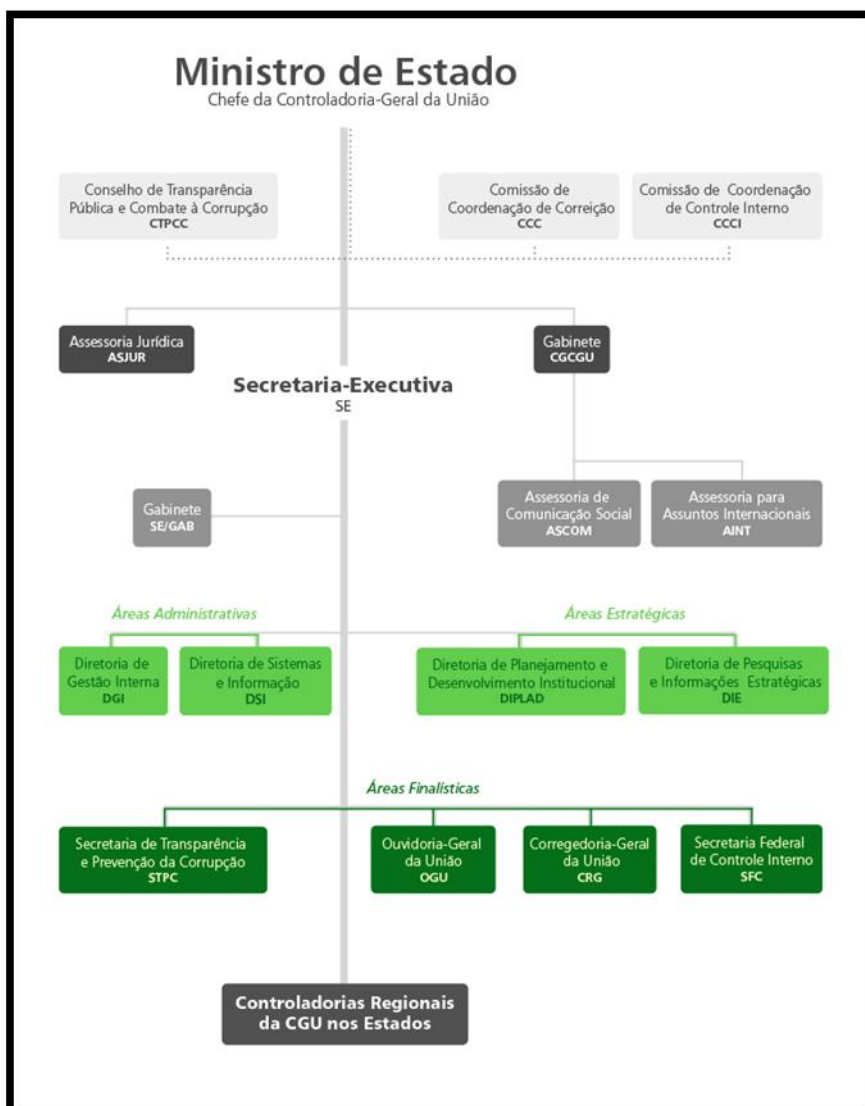 Ministro de Estado
Chefe da Controladoria-Geral da União
Conselho de Transparência
Pública e Combate à Corrupção
CTPCC
Comissão de
Coordenação de Correição
CCC
Comissão de Coordenação
de Controle Interno
CCCI
Assessoria Jurídica
ASJUR
Gabinete
CGCGU
Secretaria-Executiva
SE
Gabinete
SE/GAB
Assessoria de
Comunicação Social
ASCOM
Assessoria para
Assuntos Internacionais
AINT
Áreas Administrativas
Áreas Estratégicas
Diretoria de
Gestão Interna
DGI
Diretoria de Sistemas
e Informação
DSI
Diretoria de Planejamento e
Desenvolvimento Institucional
DIPLAD
Diretoria de Pesquisas
e Informações Estratégicas
DIE
Áreas Finalísticas
Secretaria de Transparência
e Prevenção da Corrupção
STPC
Ouvidoria-Geral
da União
OGU
Corregedoria-Geral
da União
CRG
Secretaria Federal
de Controle Interno
SFC
Controladorias Regionais
da CGU nos Estados